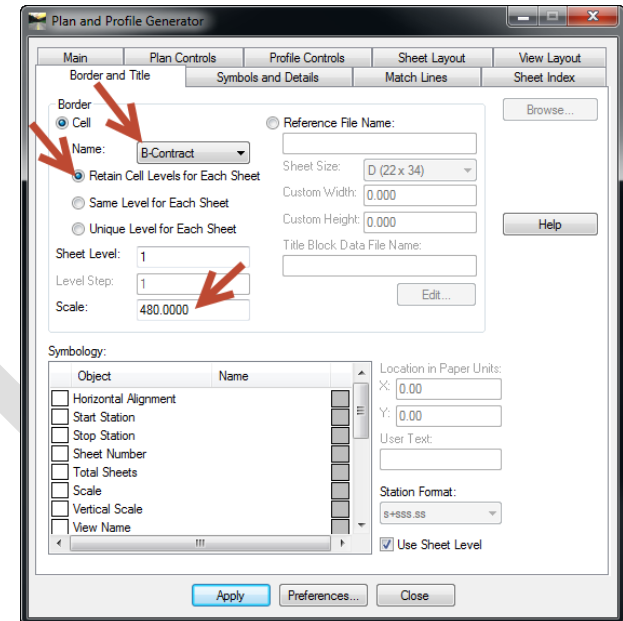 Plan and Profile Generator
Main Plan Controls Profile Controls Sheet Layout View Layout
Border and Title Symbols and Details Match Lines Sheet Index
Border
Cell
Name: B-Contract
Retain Cell Levels for Each Sheet
Same Level for Each Sheet
Unique Level for Each Sheet
Sheet Level: 1
Level Step: 1
Scale: 480.0000
Reference File Name:
Sheet Size: D (22 x 34)
Custom Width: 0.000
Custom Height: 0.000
Title Block Data File Name:
Edit...
Browse...
Help
Symbology:
Object Name
Horizontal Alignment
Start Station
Stop Station
Sheet Number
Total Sheets
Scale
Vertical Scale
View Name
Location in Paper Units:
X: 0.00
Y: 0.00
User Text:
Station Format:
s+sss.ss
Use Sheet Level
Apply Preferences... Close